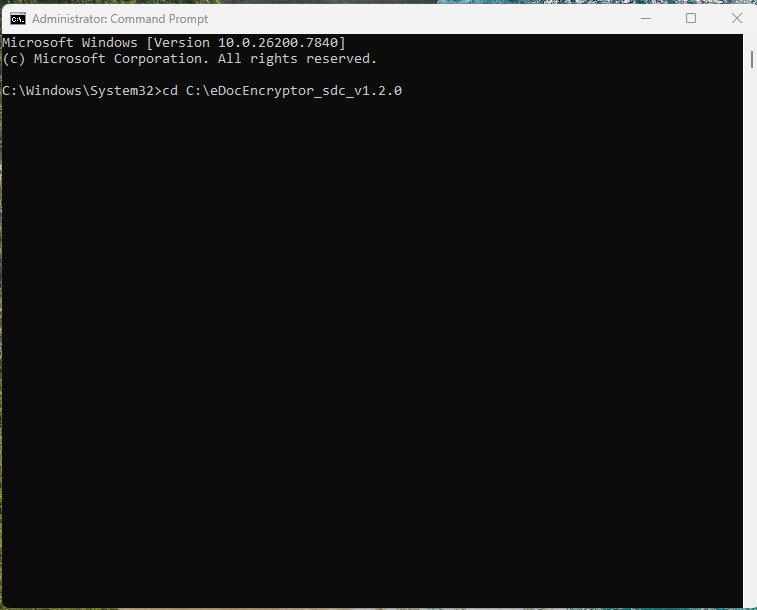 Administrator: Command Prompt
Microsoft Windows [Version 10.0.26200.7840]
(c) Microsoft Corporation. All rights reserved.
C:\Windows\System32>cd C:\eDocEncryptor_sdc_v1.2.0